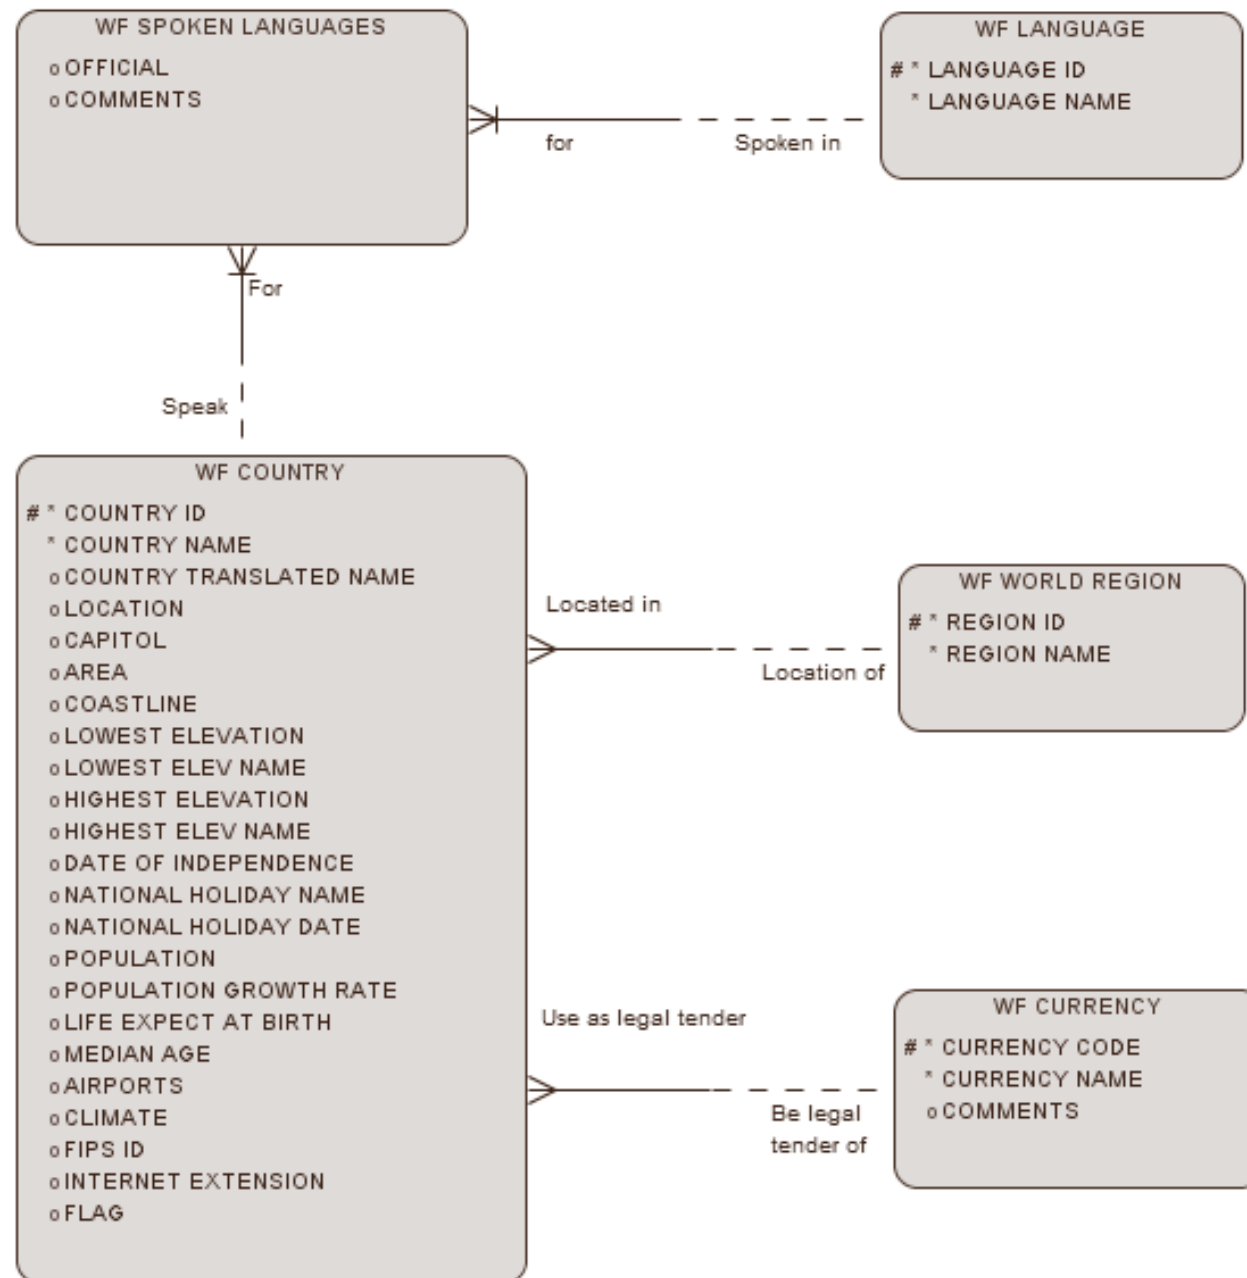 WF SPOKEN LANGUAGES
o OFFICIAL
o COMMENTS
WF LANGUAGE
# * LANGUAGE ID
* LANGUAGE NAME
for
Spoken in
For
Speak
WF COUNTRY
# * COUNTRY ID
* COUNTRY NAME
o COUNTRY TRANSLATED NAME
o LOCATION
o CAPITOL
o AREA
o COASTLINE
o LOWEST ELEVATION
o LOWEST ELEV NAME
o HIGHEST ELEVATION
o HIGHEST ELEV NAME
o DATE OF INDEPENDENCE
o NATIONAL HOLIDAY NAME
o NATIONAL HOLIDAY DATE
o POPULATION
o POPULATION GROWTH RATE
o LIFE EXPECT AT BIRTH
o MEDIAN AGE
o AIRPORTS
o CLIMATE
o FIPS ID
o INTERNET EXTENSION
o FLAG
Located in
Location of
WF WORLD REGION
# * REGION ID
* REGION NAME
Use as legal tender
Be legal
tender of
WF CURRENCY
# * CURRENCY CODE
* CURRENCY NAME
o COMMENTS